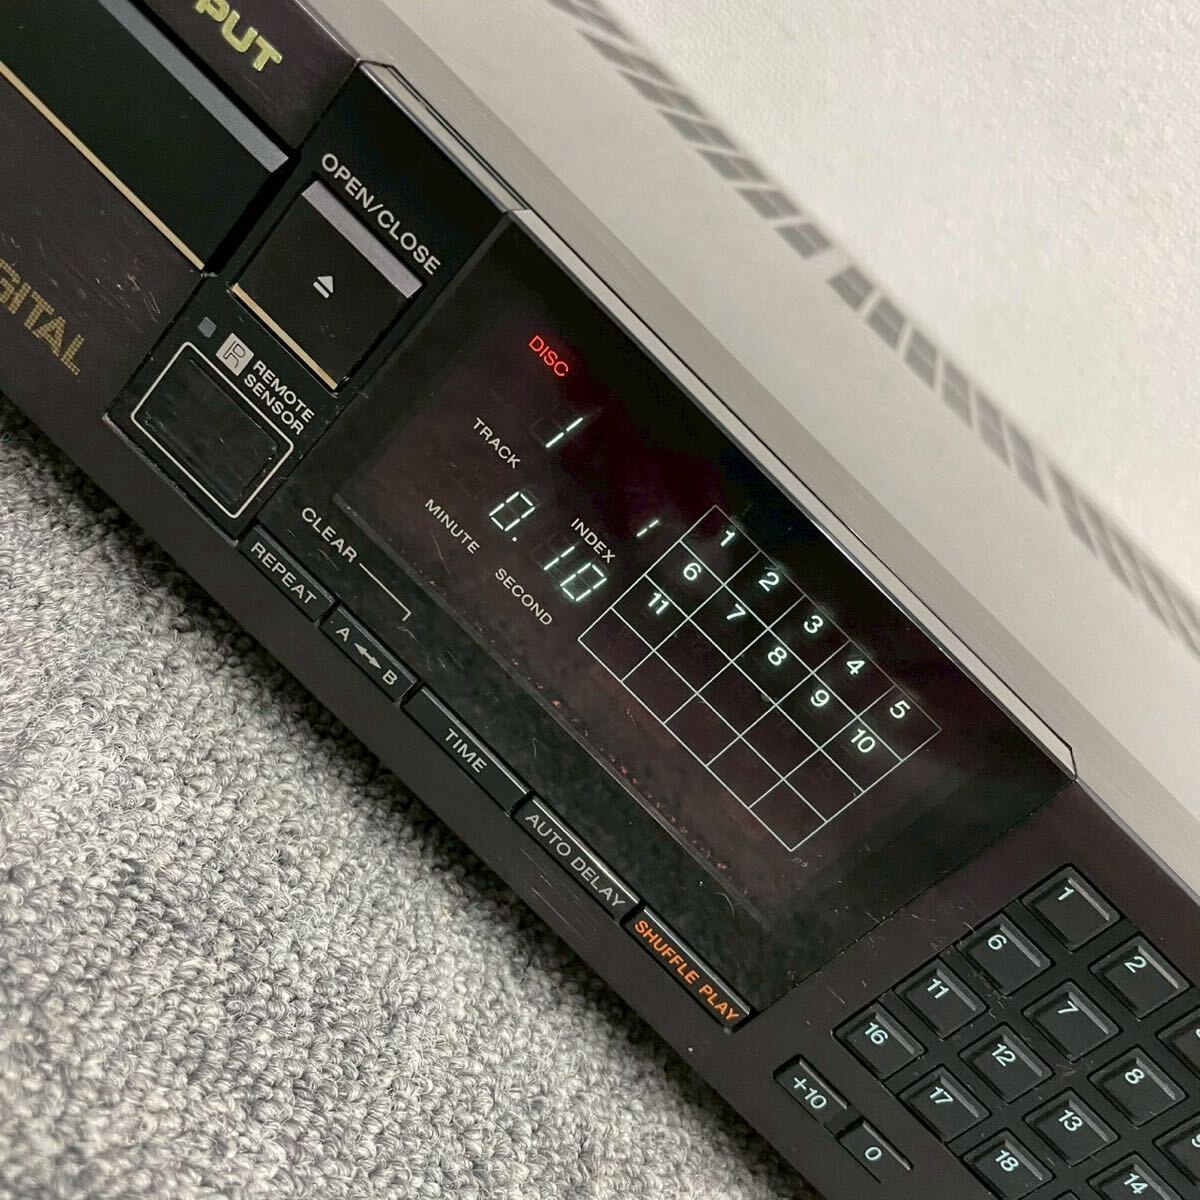 PUT
GITAL
OPEN/CLOSE
R REMOTE
SENSOR
DISC
1
TRACK
INDEX
1
0.10
MINUTE
SECOND
1 2 3 4 5
6 7 8 9 10
11
CLEAR
REPEAT
A B
TIME
AUTO DELAY
SHUFFLE PLAY
1 2
6 7 8
11 12 13 14
16 17 18
+10
0